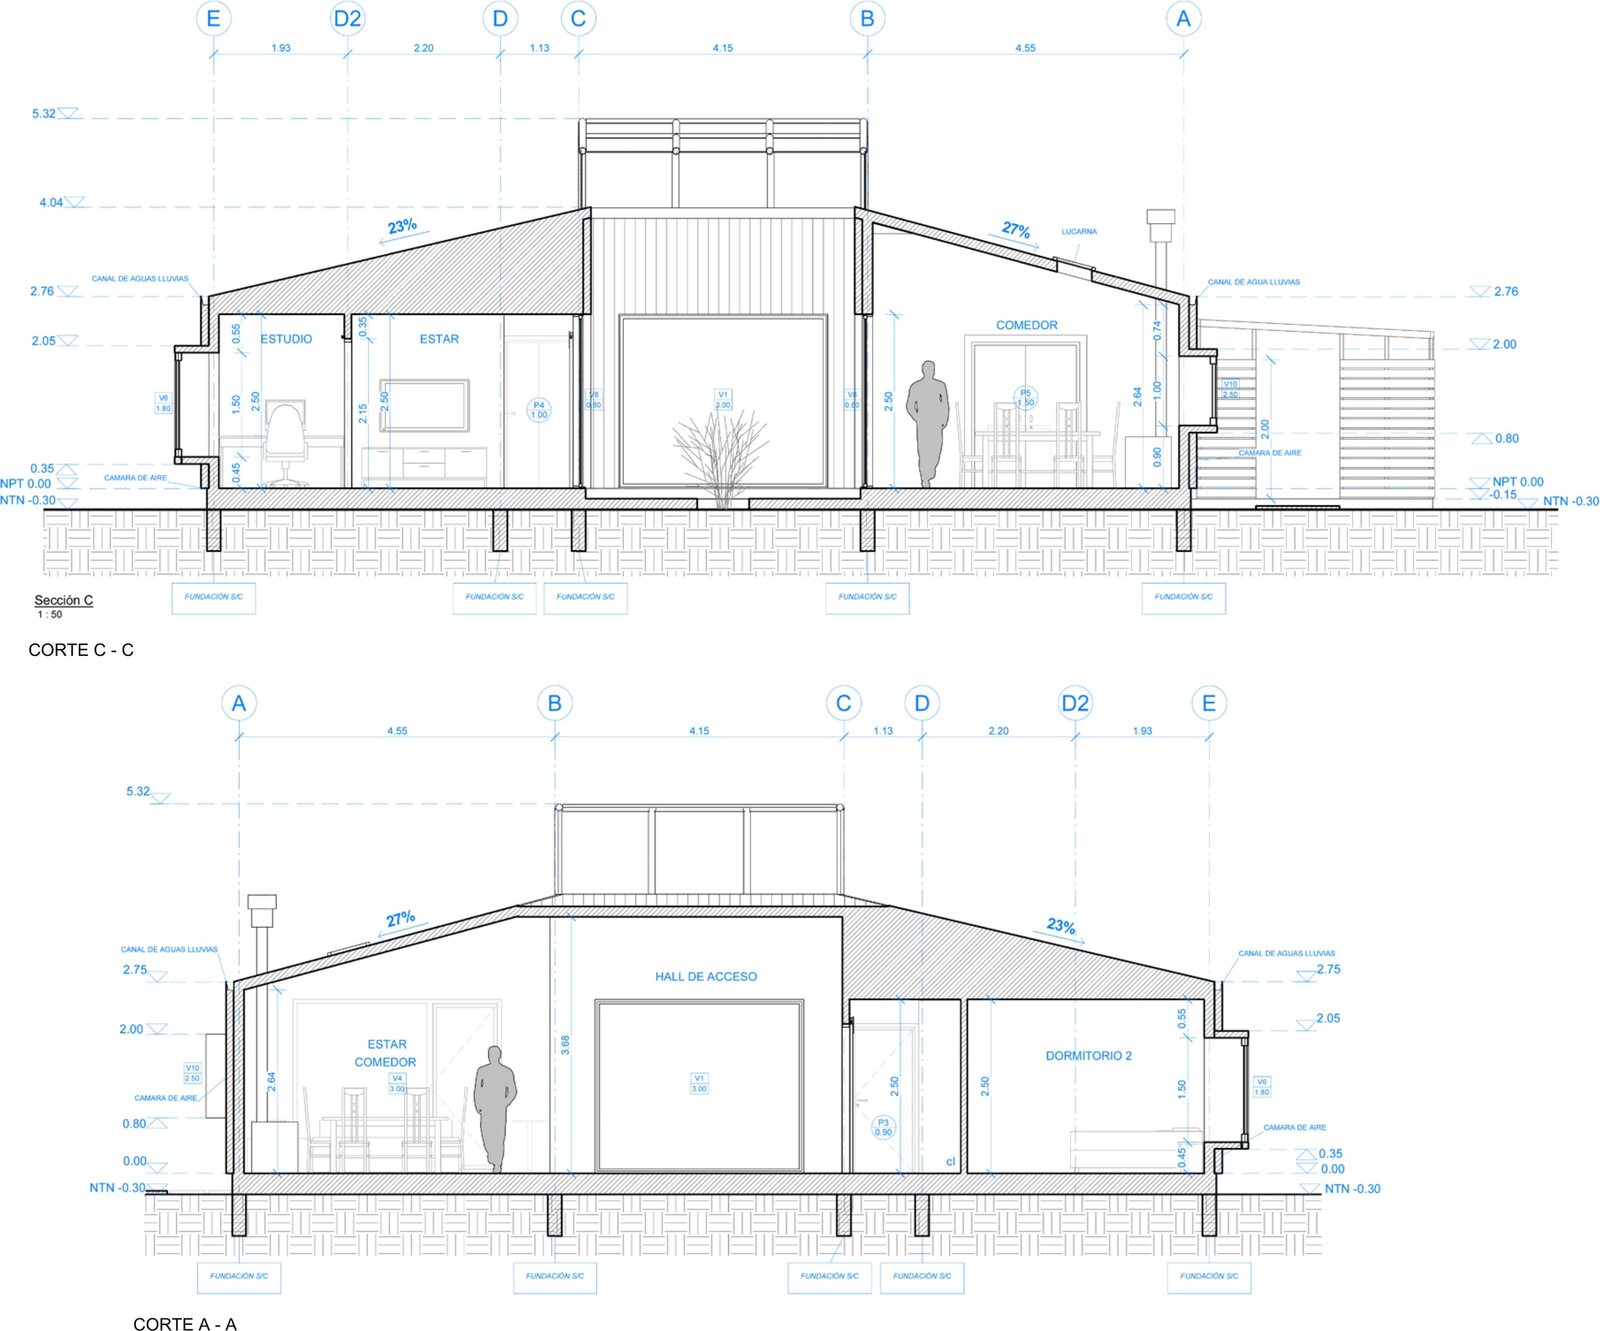 E D2 D C B A
1.93 2.20 1.13 4.15 4.55
5.32
4.04
23%
27%
LUCARNA
CANAL DE AGUAS LLUVIAS
CANAL DE AGUA LLUVIAS
2.76
2.76
0.55
ESTUDIO
0.35
ESTAR
COMEDOR
0.74
2.05
2.00
V6
1.80
1.50
2.50
2.15
2.50
P4
1.00
V8
0.80
V1
3.00
V8
0.80
2.50
P5
1.50
2.64
1.00
V10
2.50
2.00
0.80
0.35
0.45
0.90
CAMARA DE AIRE
CAMARA DE AIRE
NPT 0.00
NTN -0.30
NPT 0.00
-0.15
NTN -0.30
FUNDACIÓN S/C FUNDACIÓN S/C FUNDACIÓN S/C FUNDACIÓN S/C FUNDACIÓN S/C
Sección C
1 : 50
CORTE C - C
A B C D D2 E
4.55 4.15 1.13 2.20 1.93
5.32
27%
23%
CANAL DE AGUAS LLUVIAS
CANAL DE AGUAS LLUVIAS
2.75
2.75
HALL DE ACCESO
2.00
2.05
0.55
ESTAR
COMEDOR
3.68
DORMITORIO 2
V10
2.50
2.64
V4
3.00
V1
3.00
2.50
2.50
1.50
V6
1.80
CAMARA DE AIRE
CAMARA DE AIRE
0.80
P3
0.90
cl
0.45
0.35
0.00
0.00
NTN -0.30
NTN -0.30
FUNDACIÓN S/C FUNDACIÓN S/C FUNDACIÓN S/C FUNDACIÓN S/C FUNDACIÓN S/C
CORTE A - A